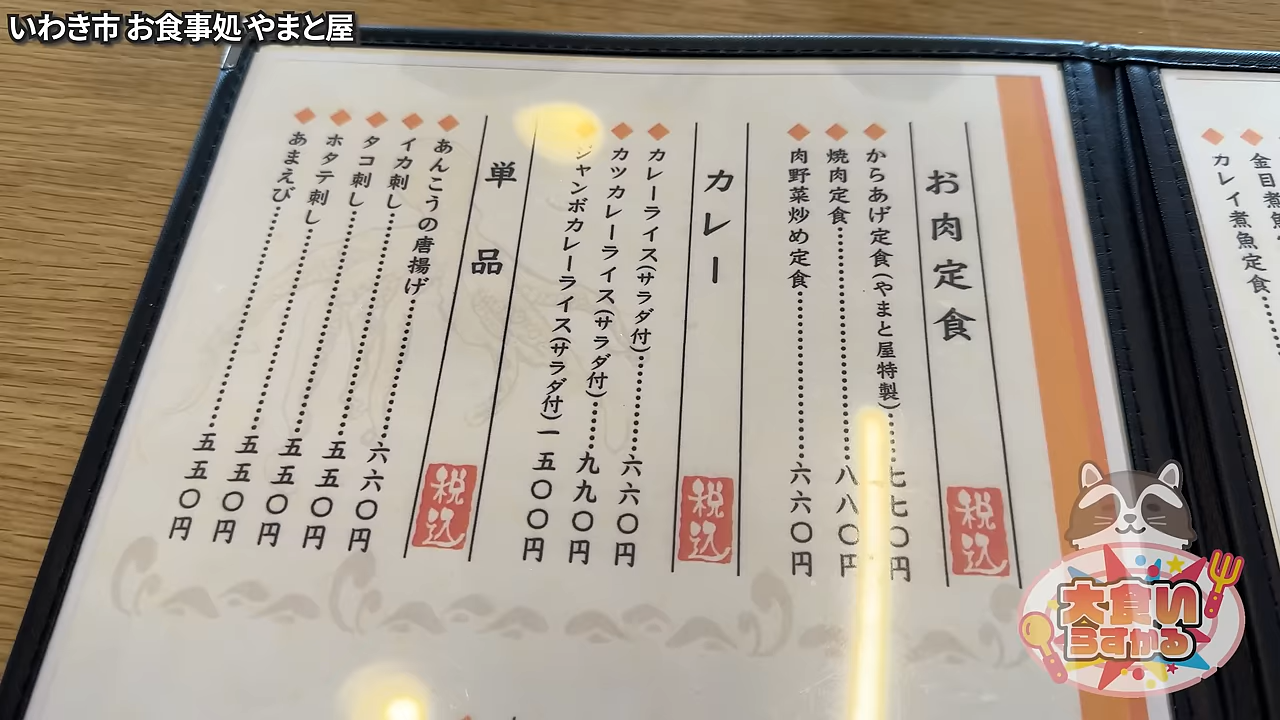 いわき市 お食事処 やまと屋
金目煮魚
カレイ煮魚定食
お肉定食 税込
からあげ定食(やまと屋特製) 七七〇円
焼肉定食 八八〇円
肉野菜炒め定食 六六〇円
カレー 税込
カレーライス(サラダ付) 六六〇円
カツカレーライス(サラダ付) 九九〇円
ジャンボカレーライス(サラダ付) 一五〇〇円
単品 税込
あんこうの唐揚げ 六六〇円
イカ刺し 五五〇円
タコ刺し 五五〇円
ホタテ刺し 五五〇円
あまえび 五五〇円
大食い
らすかる